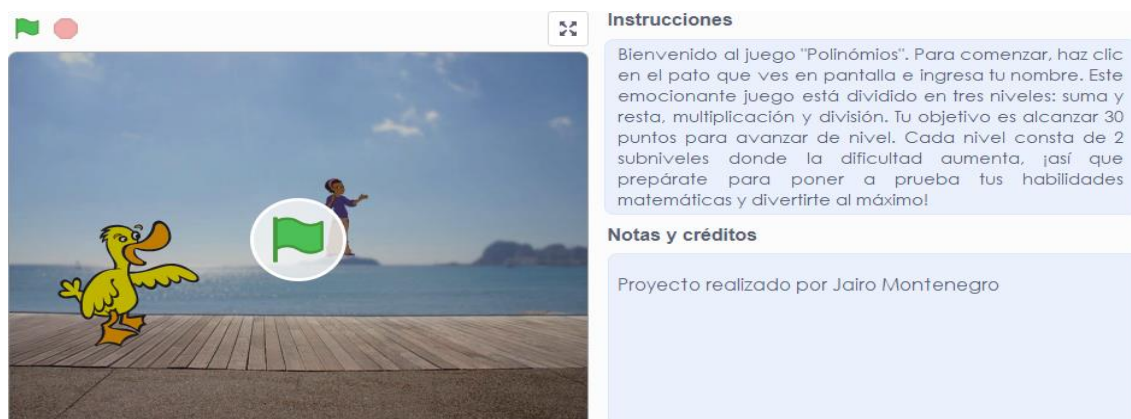 Instrucciones
Bienvenido al juego "Polinómios". Para comenzar, haz clic
en el pato que ves en pantalla e ingresa tu nombre. Este
emocionante juego está dividido en tres niveles: suma y
resta, multiplicación y división. Tu objetivo es alcanzar 30
puntos para avanzar de nivel. Cada nivel consta de 2
subniveles donde la dificultad aumenta, ¡así que
prepárate para poner a prueba tus habilidades
matemáticas y divertirte al máximo!
Notas y créditos
Proyecto realizado por Jairo Montenegro